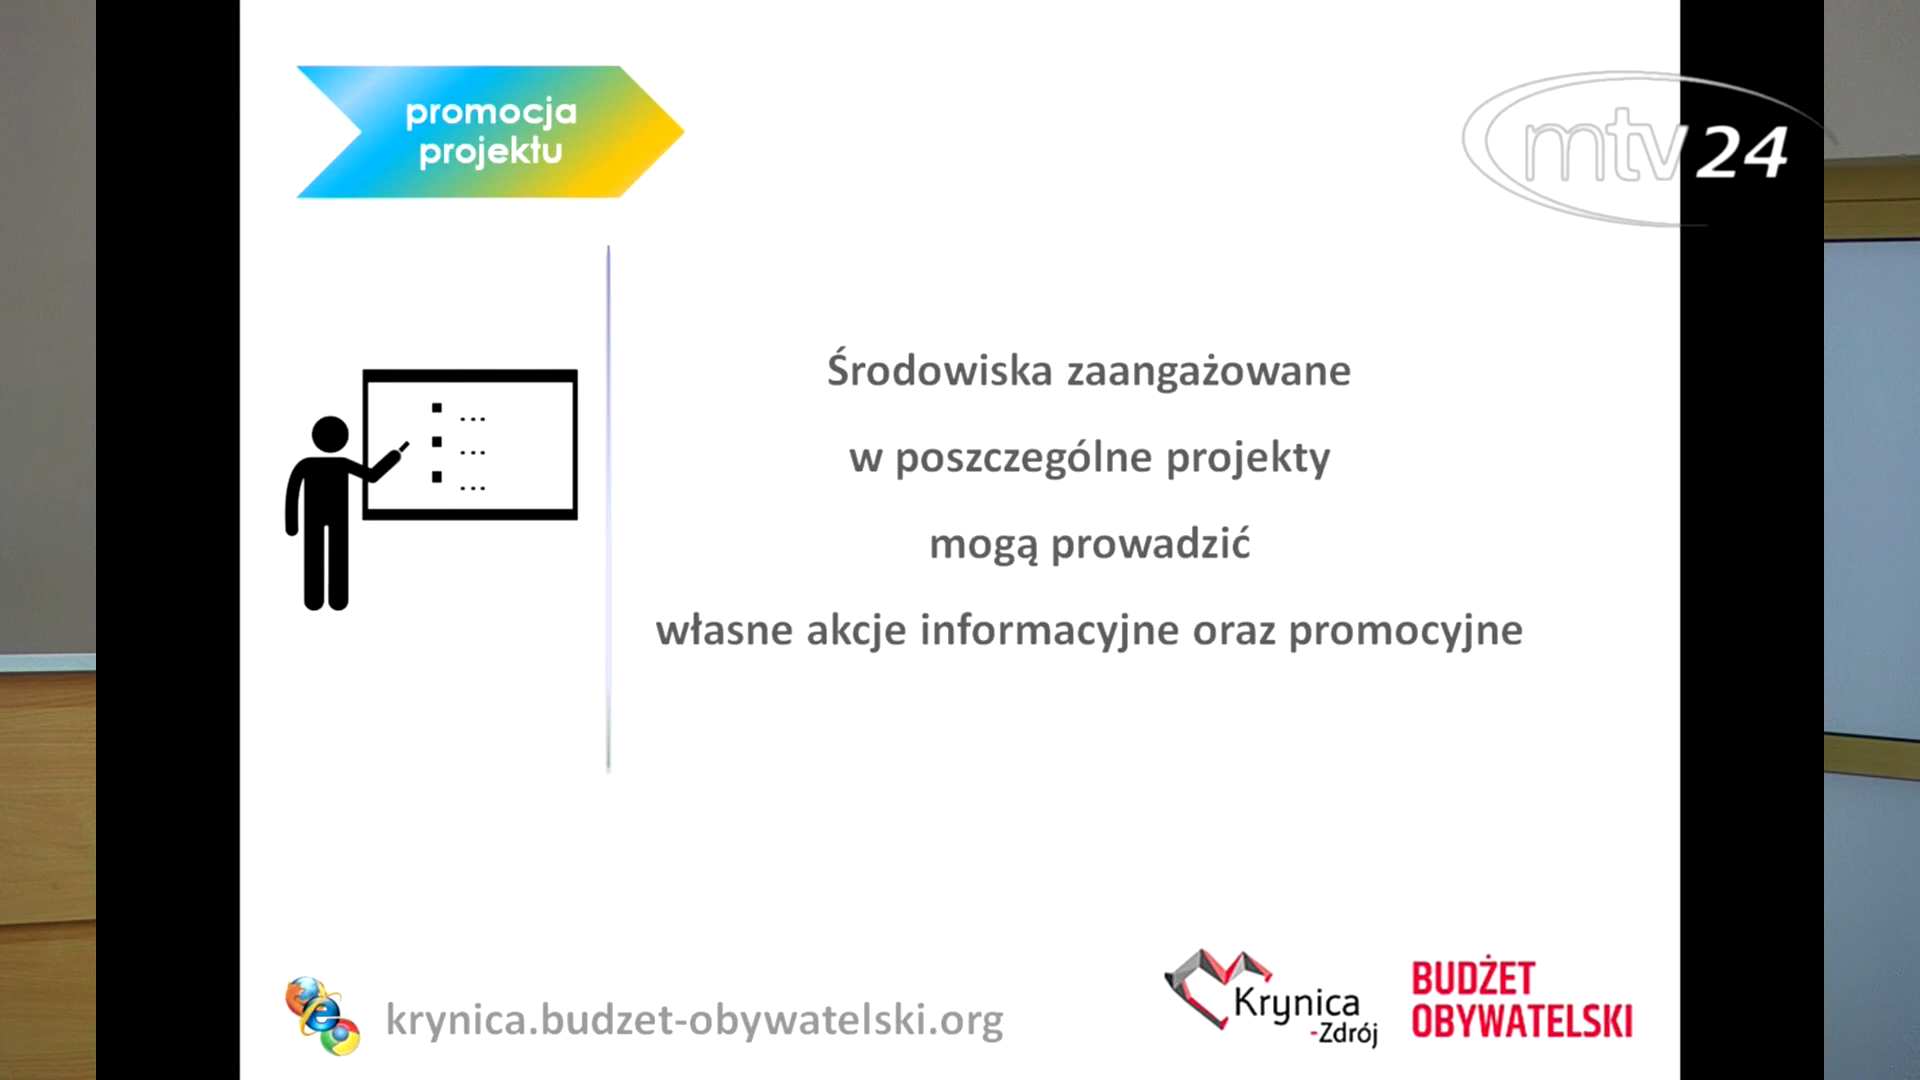 promocja
projektu
mtv24
Środowiska zaangażowane
w poszczególne projekty
mogą prowadzić
własne akcje informacyjne oraz promocyjne
krynica.budzet-obywatelski.org
Krynica
-Zdrój
BUDŻET
OBYWATELSKI